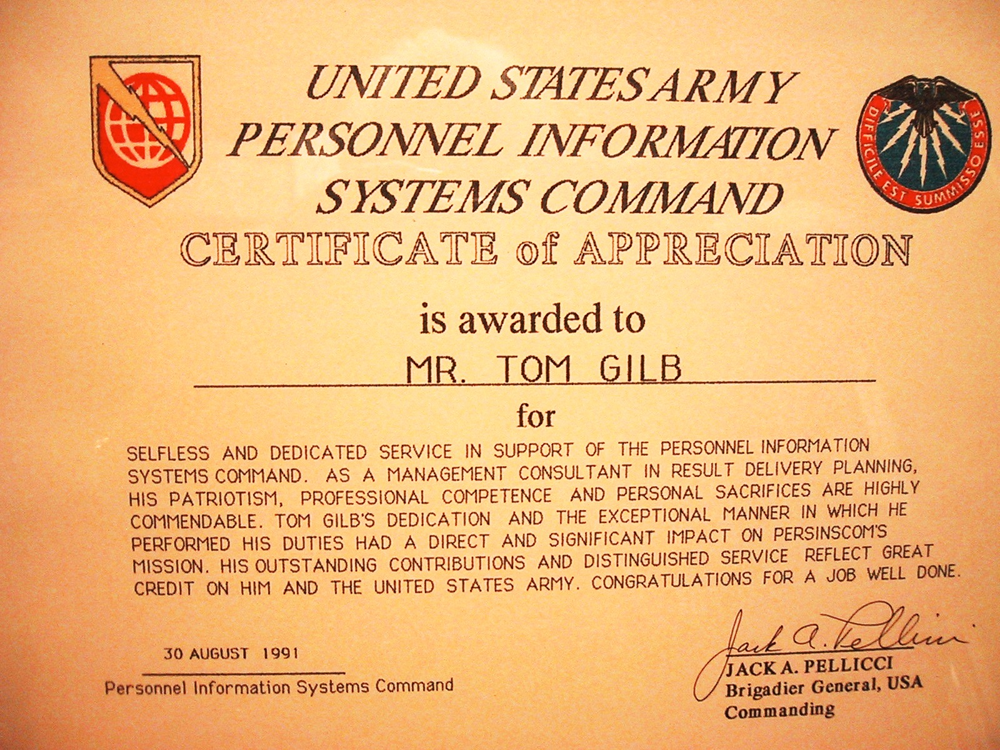 UNITED STATES ARMY
PERSONNEL INFORMATION
SYSTEMS COMMAND
DIFFICILE EST SUMMISSO ESSE
CERTIFICATE of APPRECIATION
is awarded to
MR. TOM GILB
for
SELFLESS AND DEDICATED SERVICE IN SUPPORT OF THE PERSONNEL INFORMATION
SYSTEMS COMMAND. AS A MANAGEMENT CONSULTANT IN RESULT DELIVERY PLANNING,
HIS PATRIOTISM, PROFESSIONAL COMPETENCE AND PERSONAL SACRIFICES ARE HIGHLY
COMMENDABLE. TOM GILB'S DEDICATION AND THE EXCEPTIONAL MANNER IN WHICH HE
PERFORMED HIS DUTIES HAD A DIRECT AND SIGNIFICANT IMPACT ON PERSINSCOM'S
MISSION. HIS OUTSTANDING CONTRIBUTIONS AND DISTINGUISHED SERVICE REFLECT GREAT
CREDIT ON HIM AND THE UNITED STATES ARMY. CONGRATULATIONS FOR A JOB WELL DONE.
Jack A. Pellicci
30 AUGUST 1991
Personnel Information Systems Command
JACK A. PELLICCI
Brigadier General, USA
Commanding